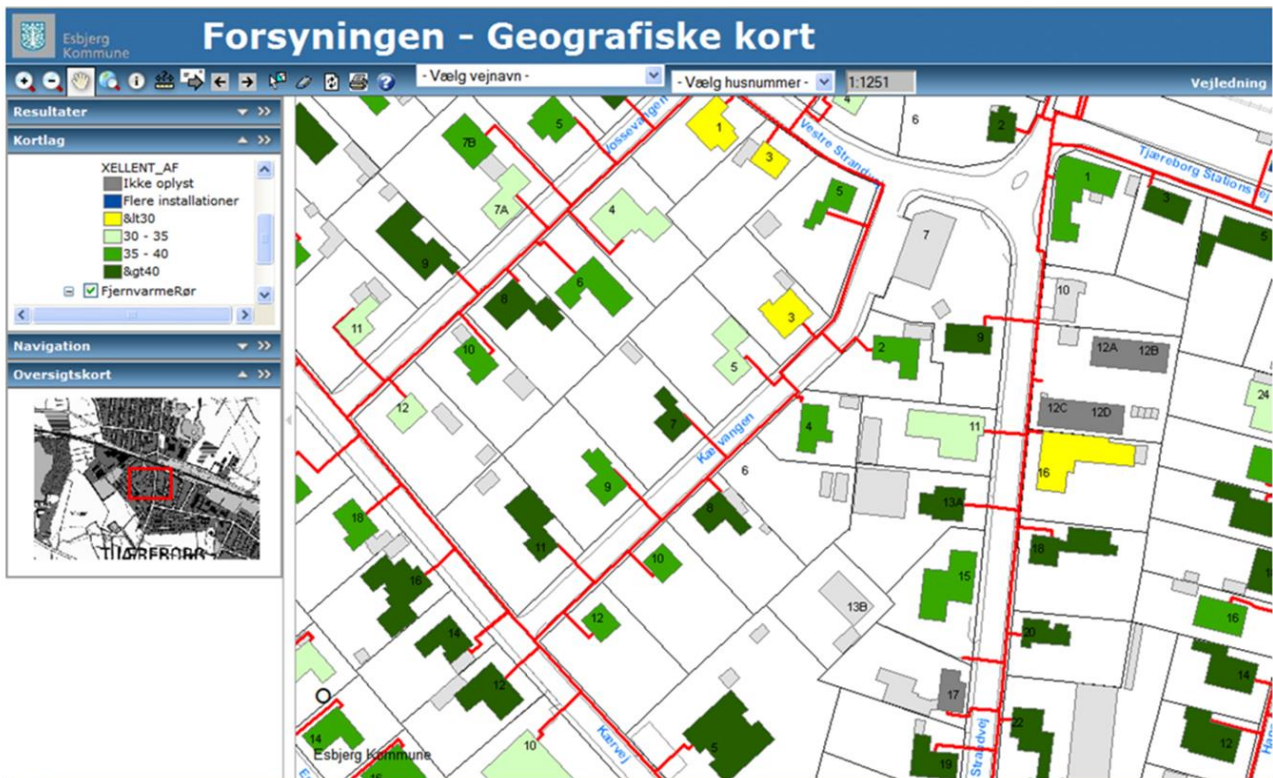 Esbjerg
Kommune
Forsyningen - Geografiske kort
- Vælg vejnavn -
- Vælg husnummer -
1:1251
Vejledning
Resultater
Kortlag
XELLENT_AF
Ikke oplyst
Flere installationer
&lt30
30 - 35
35 - 40
&gt40
FjernvarmeRør
Navigation
Oversigtskort
TJÆREBORG
4
6
2
5
7B
Vossevangen
1
3
Vestre Strandvej
Tjæreborg Stationsvej
1
3
5
7A
4
5
7
9
8
6
10
11
10
3
2
9
12A
12B
12
5
11
12C
12D
24
7
4
Kærvangen
6
16
9
13A
18
8
11
10
18
16
15
13B
12
16
14
20
14
12
17
14
Esbjerg Kommune
10
Kærvej
5
22
12
19
Strandvej
16